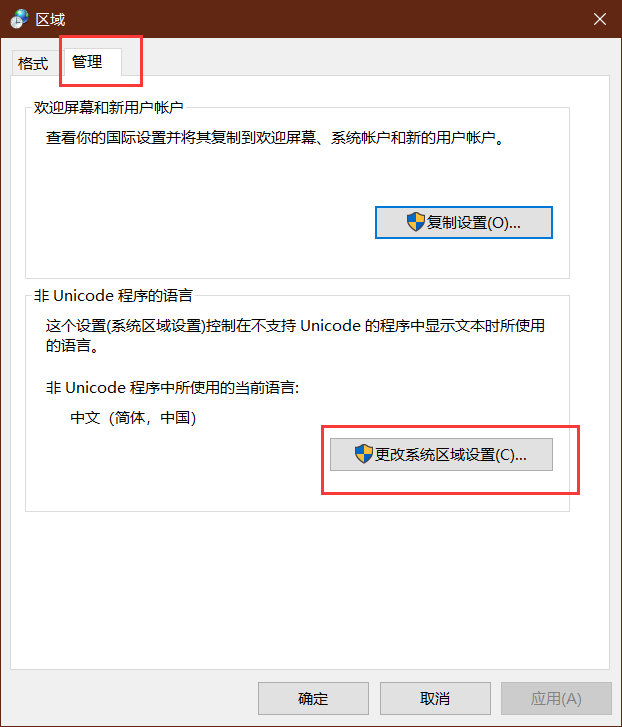 区域
格式
管理
欢迎屏幕和新用户帐户
查看你的国际设置并将其复制到欢迎屏幕、系统帐户和新的用户帐户。
复制设置(O)...
非 Unicode 程序的语言
这个设置(系统区域设置)控制在不支持 Unicode 的程序中显示文本时所使用
的语言。
非 Unicode 程序中所使用的当前语言:
中文（简体，中国）
更改系统区域设置(C)...
确定
取消
应用(A)